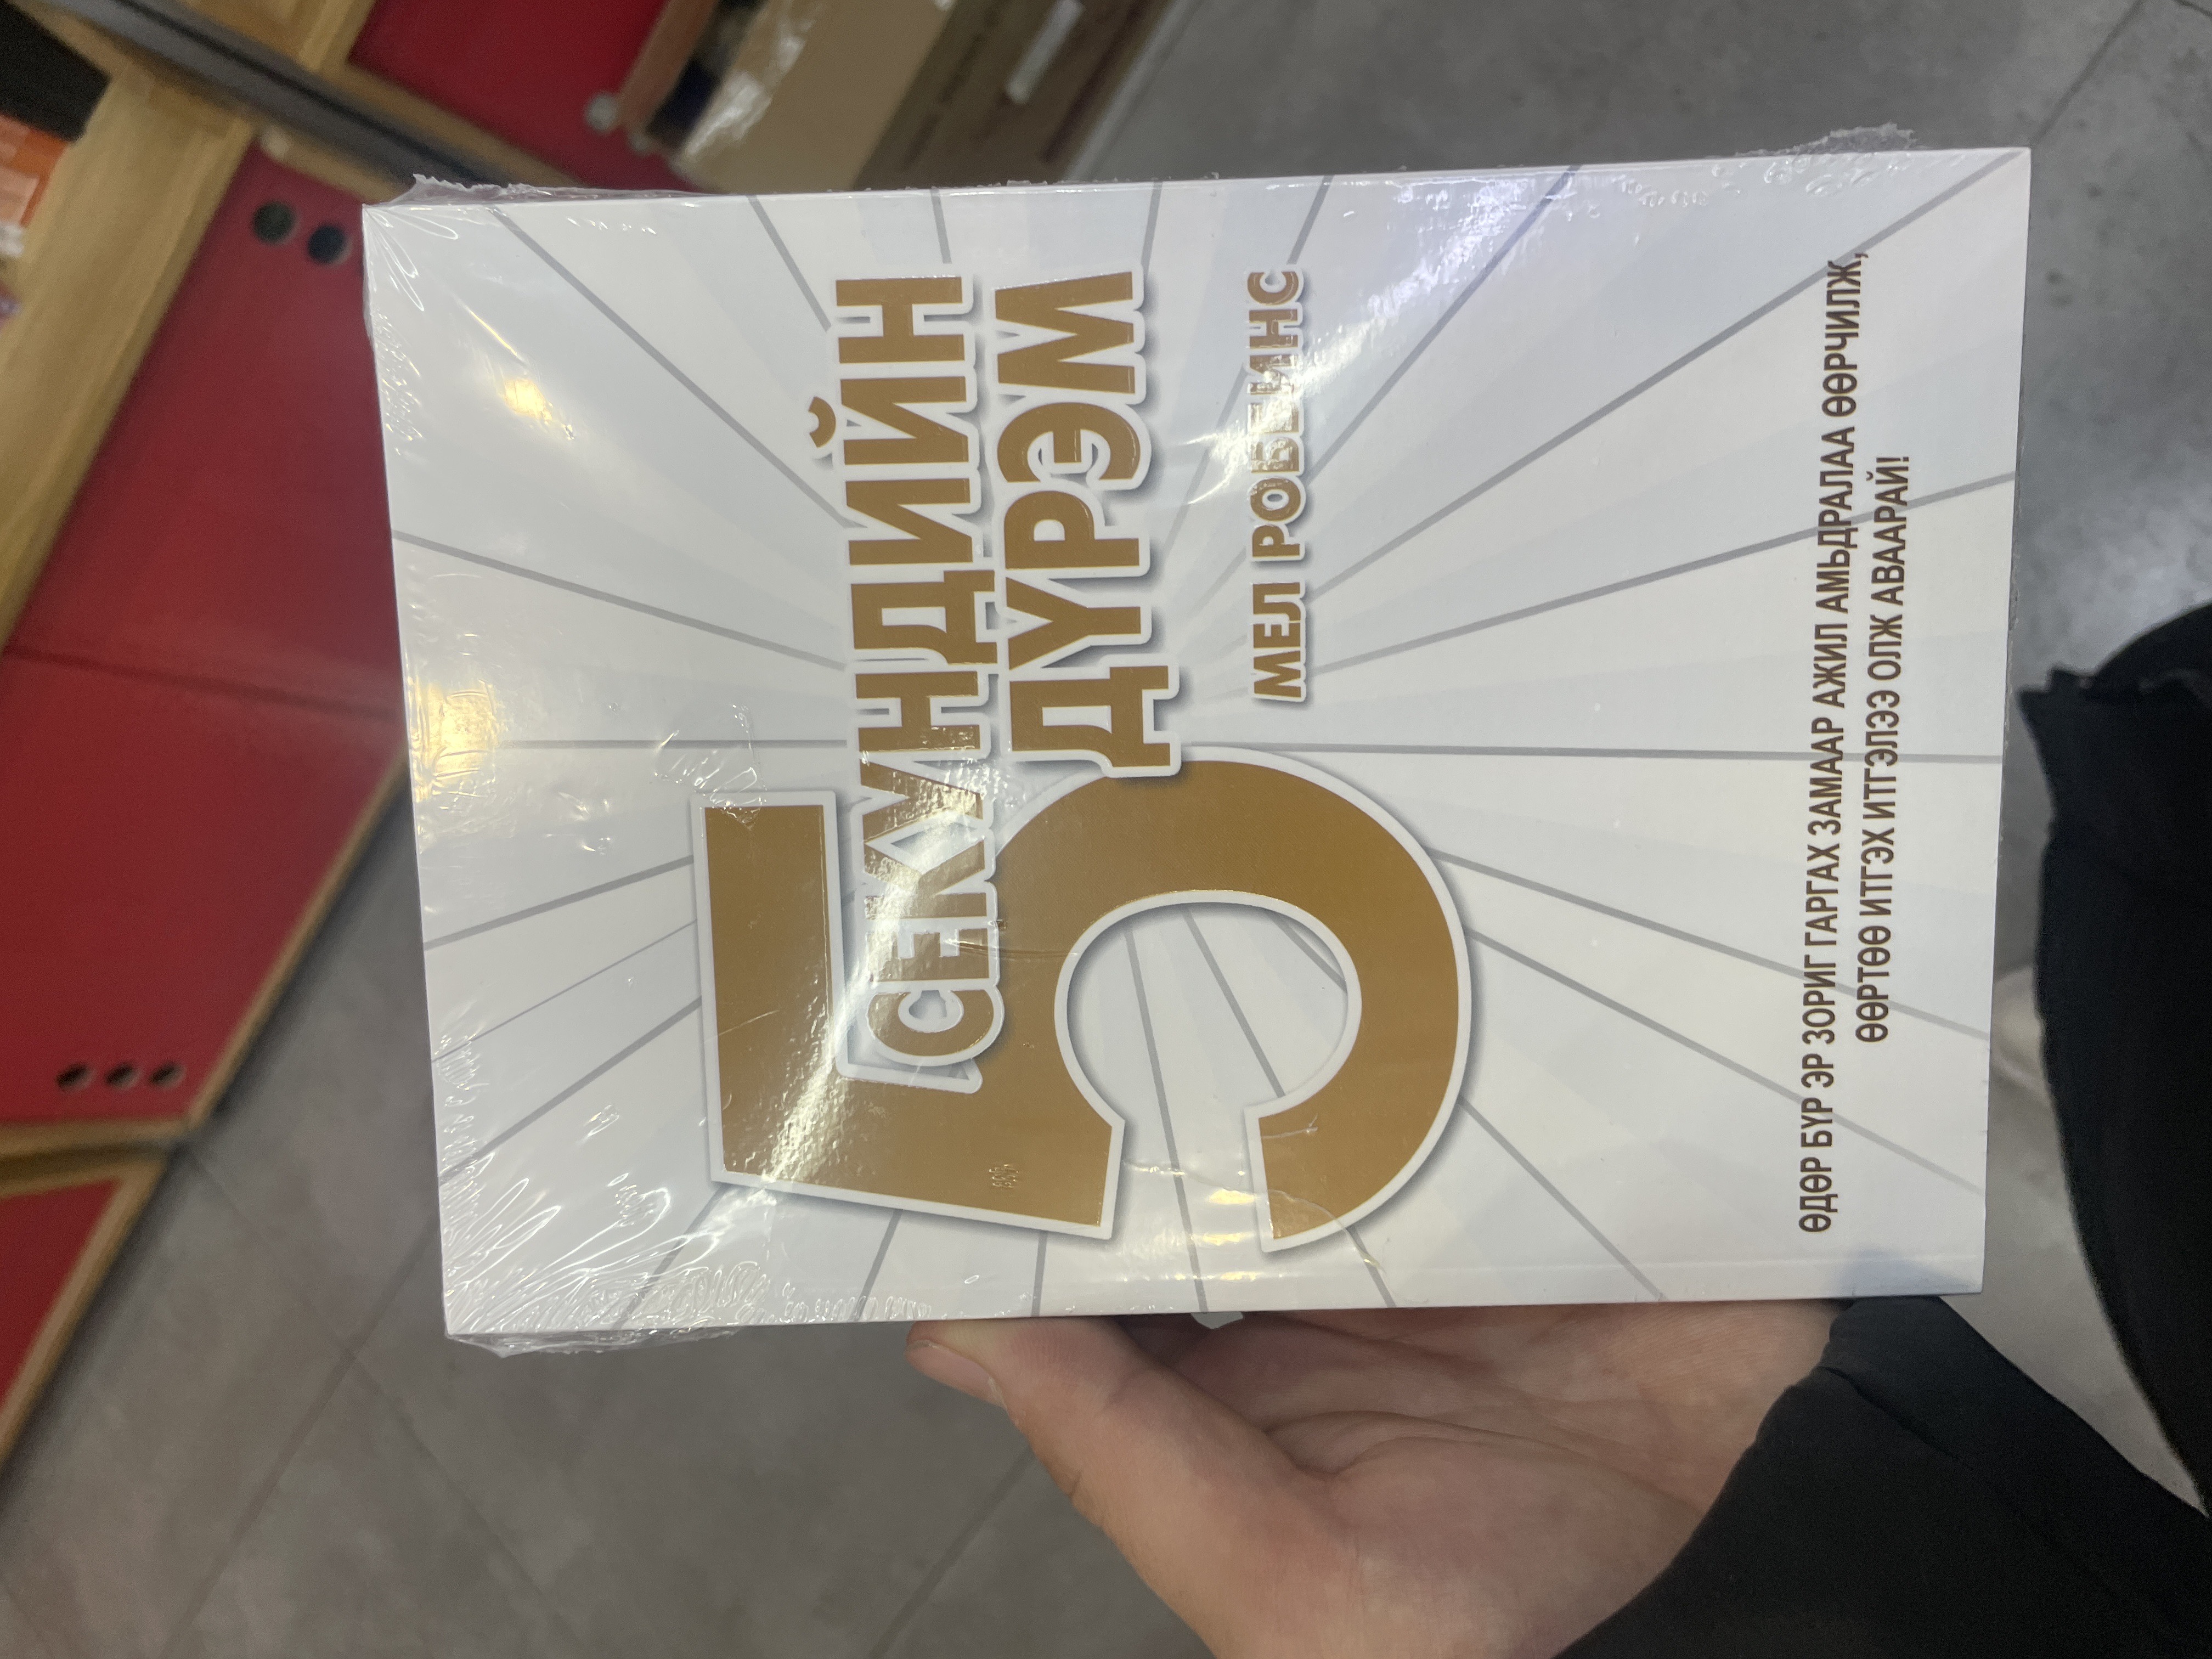 5 СЕКУНДИЙН
ДҮРЭМ
МЕЛ РОББИНС
ӨДӨР БҮР ЭР ЗОРИГ ГАРГАХ ЗАМААР АЖИЛ АМЬДРАЛАА ӨӨРЧИЛЖ,
ӨӨРТӨӨ ИТГЭХ ИТГЭЛЭЭ ОЛЖ АВААРАЙ!